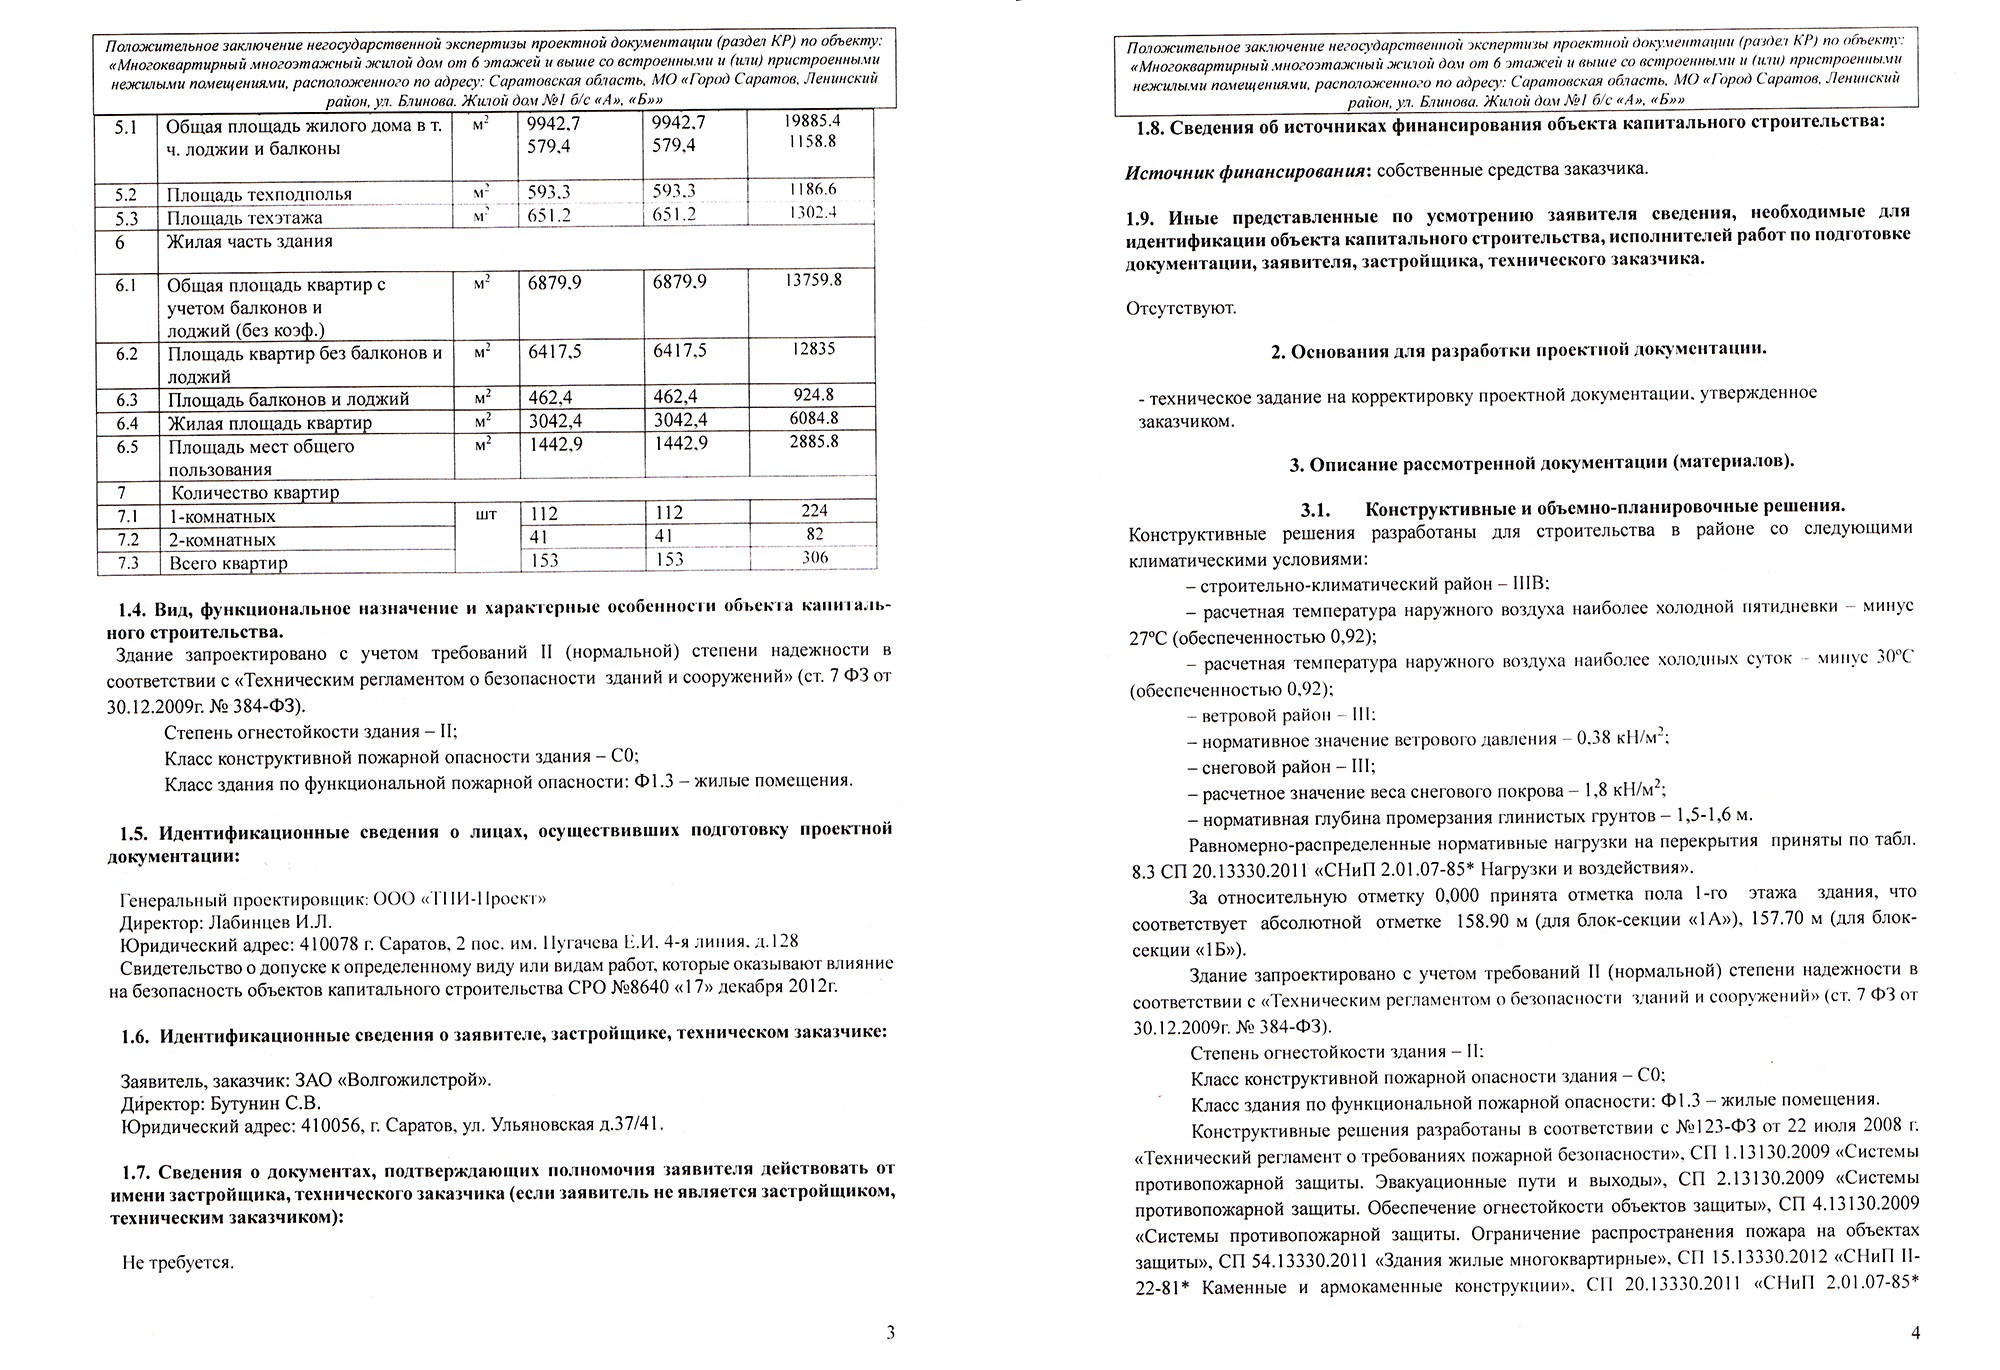 Положительное заключение негосударственной экспертизы проектной документации (раздел КР) по объекту:
«Многоквартирный многоэтажный жилой дом от 6 этажей и выше со встроенными и (или) пристроенными
нежилыми помещениями, расположенного по адресу: Саратовская область, МО «Город Саратов, Ленинский
район, ул. Блинова. Жилой дом №1 б/с «А», «Б»»
5.1 Общая площадь жилого дома в т. м² 9942,7 9942,7 19885.4
ч. лоджии и балконы 579,4 579,4 1158.8
5.2 Площадь техподполья м² 593,3 593,3 1186.6
5.3 Площадь техэтажа м² 651,2 651,2 1302.4
6 Жилая часть здания
6.1 Общая площадь квартир с м² 6879,9 6879,9 13759.8
учетом балконов и
лоджий (без коэф.)
6.2 Площадь квартир без балконов и м² 6417,5 6417,5 12835
лоджий
6.3 Площадь балконов и лоджий м² 462,4 462,4 924.8
6.4 Жилая площадь квартир м² 3042,4 3042,4 6084.8
6.5 Площадь мест общего м² 1442,9 1442,9 2885.8
пользования
7 Количество квартир
7.1 1-комнатных шт 112 112 224
7.2 2-комнатных 41 41 82
7.3 Всего квартир 153 153 306
1.4. Вид, функциональное назначение и характерные особенности объекта капиталь-
ного строительства.
Здание запроектировано с учетом требований II (нормальной) степени надежности в
соответствии с «Техническим регламентом о безопасности зданий и сооружений» (ст. 7 ФЗ от
30.12.2009г. № 384-ФЗ).
Степень огнестойкости здания – II;
Класс конструктивной пожарной опасности здания – С0;
Класс здания по функциональной пожарной опасности: Ф1.3 – жилые помещения.
1.5. Идентификационные сведения о лицах, осуществивших подготовку проектной
документации:
Генеральный проектировщик: ООО «ТПИ-Проект»
Директор: Лабинцев И.Л.
Юридический адрес: 410078 г. Саратов, 2 пос. им. Пугачева Е.И. 4-я линия, д.128
Свидетельство о допуске к определенному виду или видам работ, которые оказывают влияние
на безопасность объектов капитального строительства СРО №8640 «17» декабря 2012г.
1.6. Идентификационные сведения о заявителе, застройщике, техническом заказчике:
Заявитель, заказчик: ЗАО «Волгожилстрой».
Директор: Бутунин С.В.
Юридический адрес: 410056, г. Саратов, ул. Ульяновская д.37/41.
1.7. Сведения о документах, подтверждающих полномочия заявителя действовать от
имени застройщика, технического заказчика (если заявитель не является застройщиком,
техническим заказчиком):
Не требуется.
3
Положительное заключение негосударственной экспертизы проектной документации (раздел КР) по объекту:
«Многоквартирный многоэтажный жилой дом от 6 этажей и выше со встроенными и (или) пристроенными
нежилыми помещениями, расположенного по адресу: Саратовская область, МО «Город Саратов, Ленинский
район, ул. Блинова. Жилой дом №1 б/с «А», «Б»»
1.8. Сведения об источниках финансирования объекта капитального строительства:
Источник финансирования: собственные средства заказчика.
1.9. Иные представленные по усмотрению заявителя сведения, необходимые для
идентификации объекта капитального строительства, исполнителей работ по подготовке
документации, заявителя, застройщика, технического заказчика.
Отсутствуют.
2. Основания для разработки проектной документации.
- техническое задание на корректировку проектной документации, утвержденное
заказчиком.
3. Описание рассмотренной документации (материалов).
3.1. Конструктивные и объемно-планировочные решения.
Конструктивные решения разработаны для строительства в районе со следующими
климатическими условиями:
– строительно-климатический район – IIIВ;
– расчетная температура наружного воздуха наиболее холодной пятидневки – минус
27ºС (обеспеченностью 0,92);
– расчетная температура наружного воздуха наиболее холодных суток – минус 30ºС
(обеспеченностью 0,92);
– ветровой район – III;
– нормативное значение ветрового давления – 0,38 кН/м²;
– снеговой район – III;
– расчетное значение веса снегового покрова – 1,8 кН/м²;
– нормативная глубина промерзания глинистых грунтов – 1,5-1,6 м.
Равномерно-распределенные нормативные нагрузки на перекрытия приняты по табл.
8.3 СП 20.13330.2011 «СНиП 2.01.07-85* Нагрузки и воздействия».
За относительную отметку 0,000 принята отметка пола 1-го этажа здания, что
соответствует абсолютной отметке 158.90 м (для блок-секции «1А»), 157.70 м (для блок-
секции «1Б»).
Здание запроектировано с учетом требований II (нормальной) степени надежности в
соответствии с «Техническим регламентом о безопасности зданий и сооружений» (ст. 7 ФЗ от
30.12.2009г. № 384-ФЗ).
Степень огнестойкости здания – II;
Класс конструктивной пожарной опасности здания – С0;
Класс здания по функциональной пожарной опасности: Ф1.3 – жилые помещения.
Конструктивные решения разработаны в соответствии с №123-ФЗ от 22 июля 2008 г.
«Технический регламент о требованиях пожарной безопасности», СП 1.13130.2009 «Системы
противопожарной защиты. Эвакуационные пути и выходы», СП 2.13130.2009 «Системы
противопожарной защиты. Обеспечение огнестойкости объектов защиты», СП 4.13130.2009
«Системы противопожарной защиты. Ограничение распространения пожара на объектах
защиты», СП 54.13330.2011 «Здания жилые многоквартирные», СП 15.13330.2012 «СНиП II-
22-81* Каменные и армокаменные конструкции», СП 20.13330.2011 «СНиП 2.01.07-85*
4